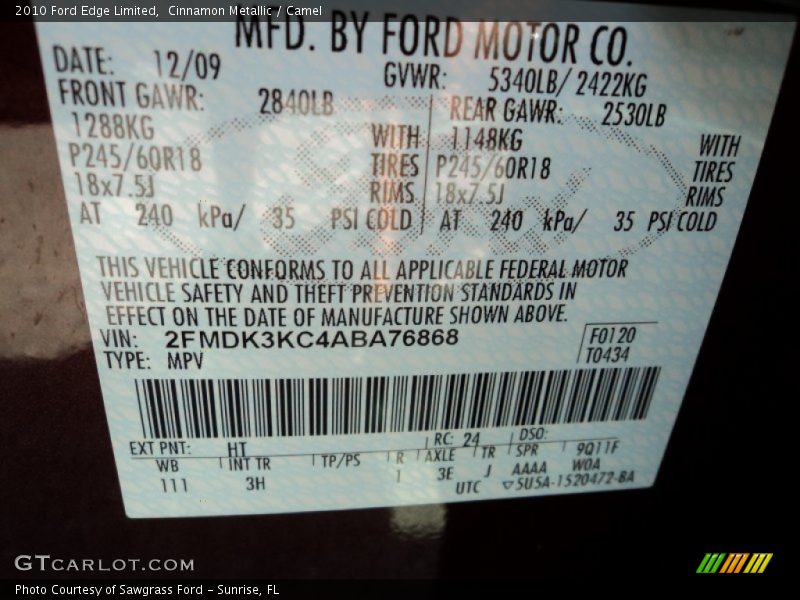 2010 Ford Edge Limited, Cinnamon Metallic / Camel
MFD. BY FORD MOTOR CO.
DATE: 12/09 GVWR: 5340LB/ 2422KG
FRONT GAWR: 2840LB REAR GAWR: 2530LB
1288KG WITH 1148KG WITH
P245/60R18 TIRES P245/60R18 TIRES
18x7.5J RIMS 18x7.5J RIMS
AT 240 kPa/ 35 PSI COLD AT 240 kPa/ 35 PSI COLD
THIS VEHICLE CONFORMS TO ALL APPLICABLE FEDERAL MOTOR
VEHICLE SAFETY AND THEFT PREVENTION STANDARDS IN
EFFECT ON THE DATE OF MANUFACTURE SHOWN ABOVE.
VIN: 2FMDK3KC4ABA76868 F0120
TYPE: MPV T0434
EXT PNT: HT RC: 24 DSO:
WB INT TR TP/PS R AXLE TR SPR 9Q11F
111 3H 1 3E J AAAA WOA
UTC ▽5U5A-1520472-BA
GTCARLOT.COM
Photo Courtesy of Sawgrass Ford - Sunrise, FL